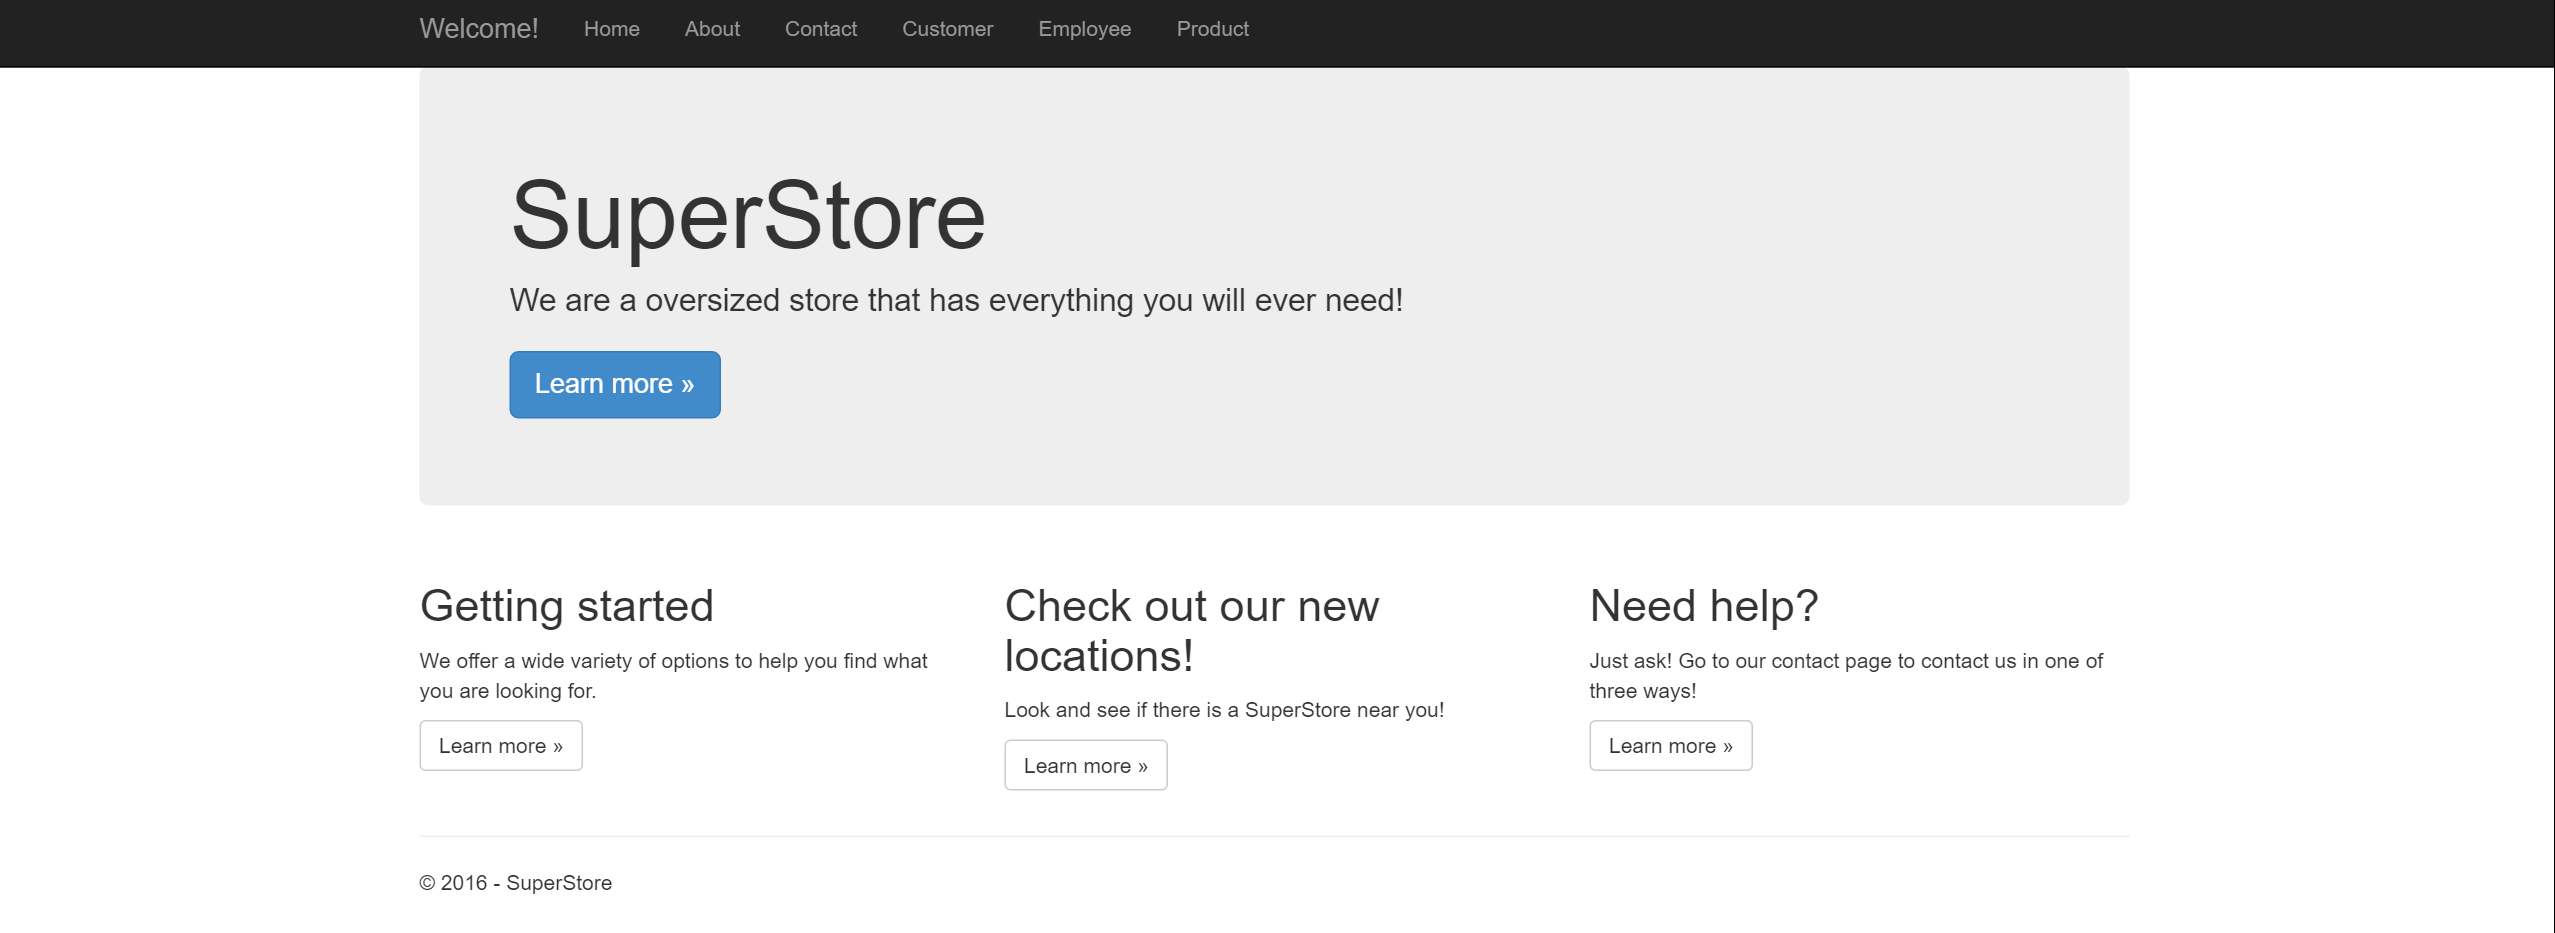 Welcome! Home About Contact Customer Employee Product
SuperStore
We are a oversized store that has everything you will ever need!
Learn more »
Getting started
We offer a wide variety of options to help you find what
you are looking for.
Learn more »
Check out our new
locations!
Look and see if there is a SuperStore near you!
Learn more »
Need help?
Just ask! Go to our contact page to contact us in one of
three ways!
Learn more »
© 2016 - SuperStore